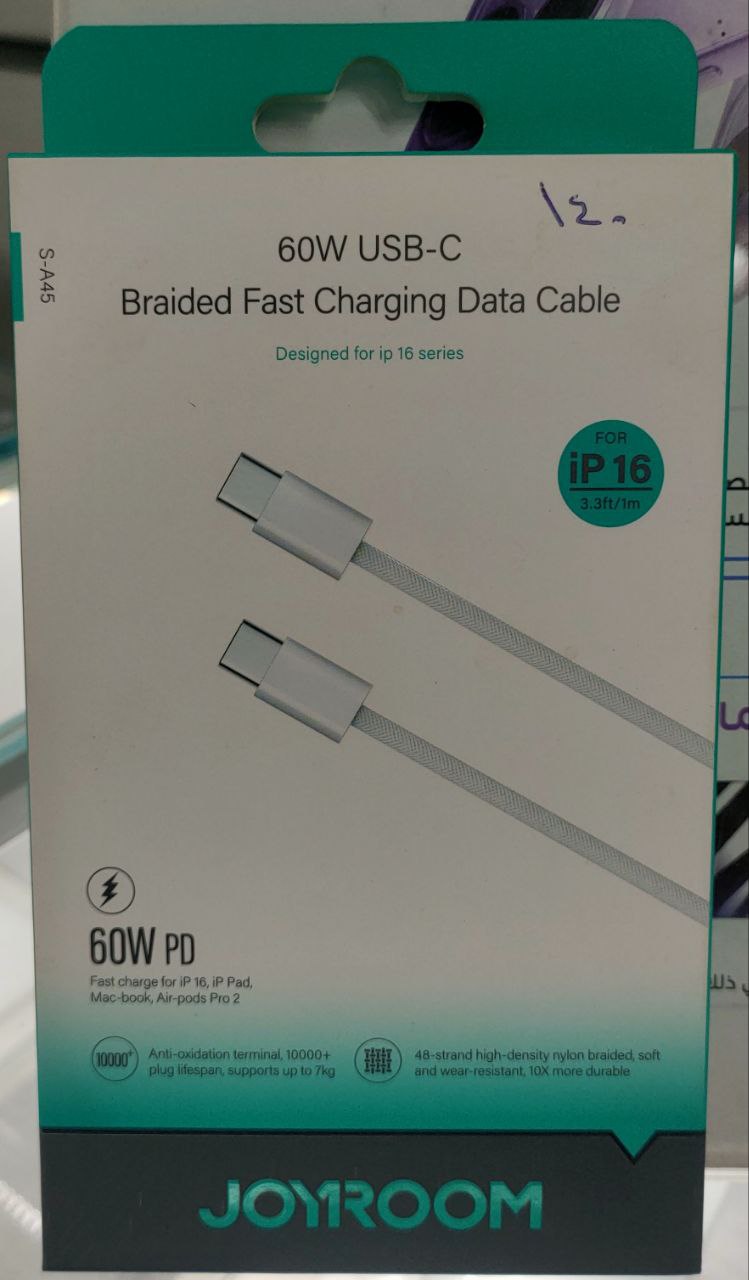 ١٤٠
S-A45
60W USB-C
Braided Fast Charging Data Cable
Designed for ip 16 series
FOR
iP 16
3.3ft/1m
60W PD
Fast charge for iP 16, iP Pad,
Mac-book, Air-pods Pro 2
10000+
Anti-oxidation terminal, 10000+
plug lifespan, supports up to 7kg
48-strand high-density nylon braided, soft
and wear-resistant, 10X more durable
JOYROOM